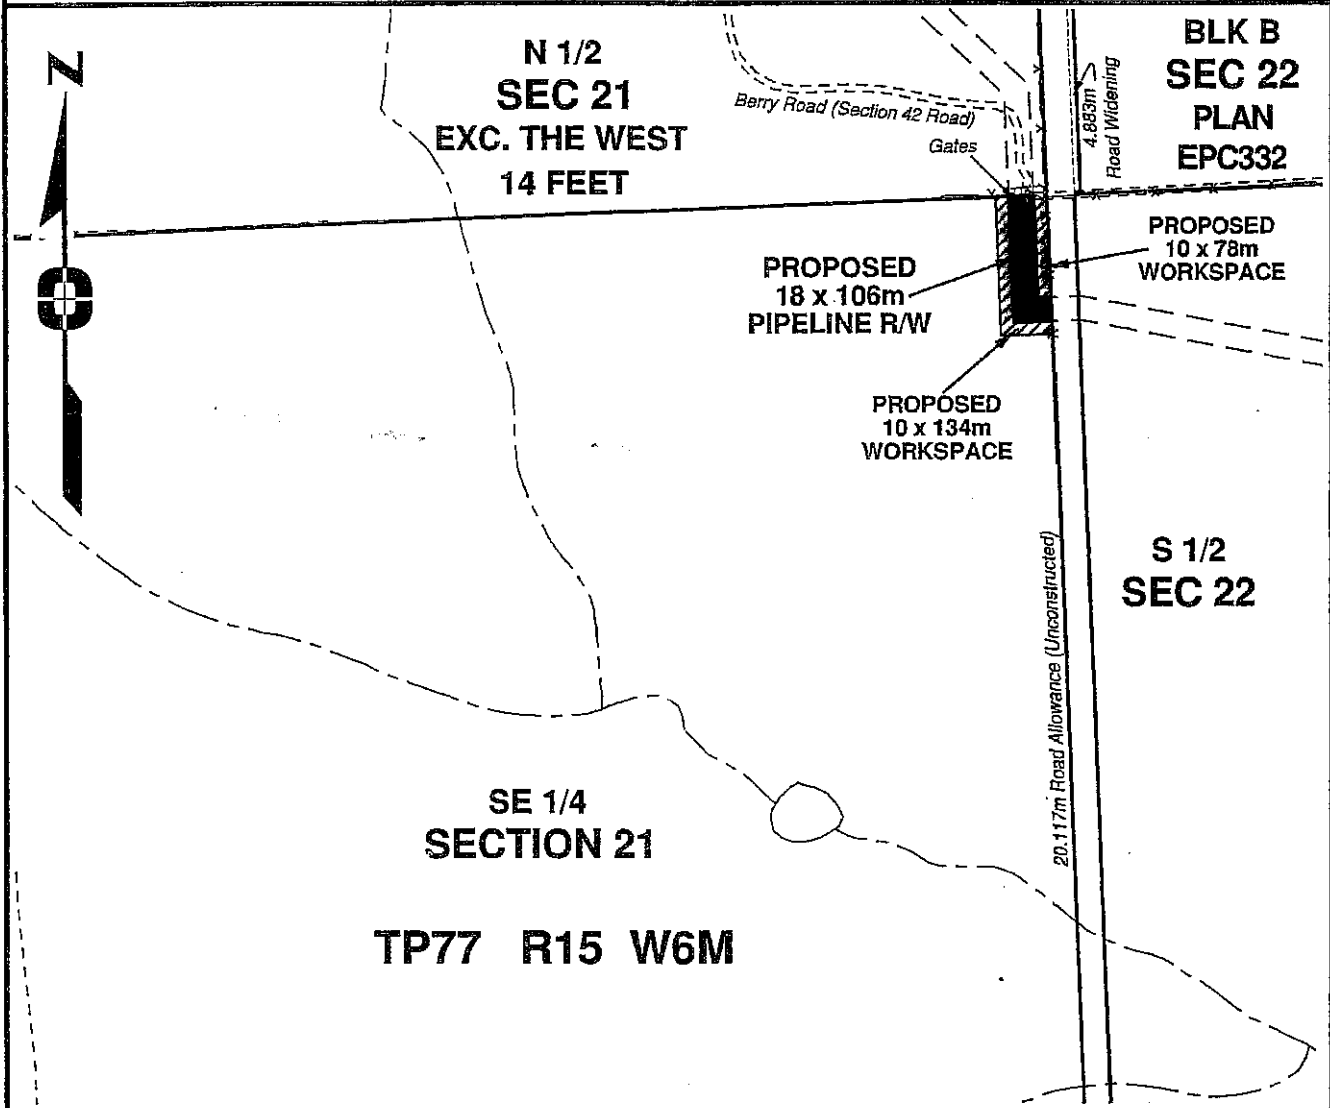 N
N 1/2
SEC 21
EXC. THE WEST
14 FEET
Berry Road (Section 42 Road)
Gates
4.883m
Road Widening
BLK B
SEC 22
PLAN
EPC332
PROPOSED
18 x 106m
PIPELINE R/W
PROPOSED
10 x 78m
WORKSPACE
PROPOSED
10 x 134m
WORKSPACE
20.117m Road Allowance (Unconstructed)
S 1/2
SEC 22
SE 1/4
SECTION 21
TP77 R15 W6M